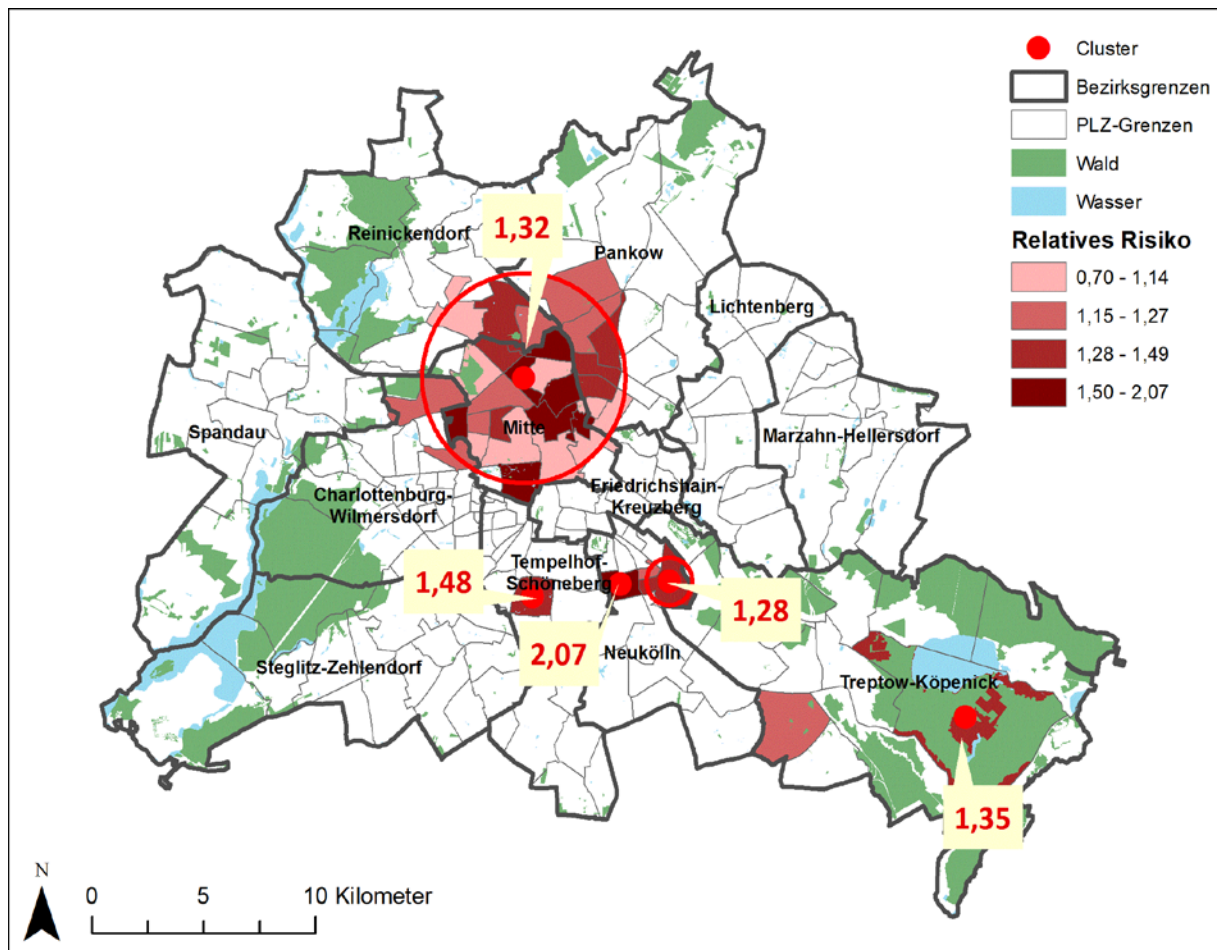 Cluster
Bezirksgrenzen
PLZ-Grenzen
Wald
Wasser
Relatives Risiko
0,70 - 1,14
1,15 - 1,27
1,28 - 1,49
1,50 - 2,07
1,32
Reinickendorf
Pankow
Lichtenberg
Mitte
Spandau
Marzahn-Hellersdorf
Charlottenburg-
Wilmersdorf
Friedrichshain-
Kreuzberg
Tempelhof-
Schöneberg
1,48
1,28
2,07
Neukölln
Steglitz-Zehlendorf
Treptow-Köpenick
1,35
N
0 5 10 Kilometer